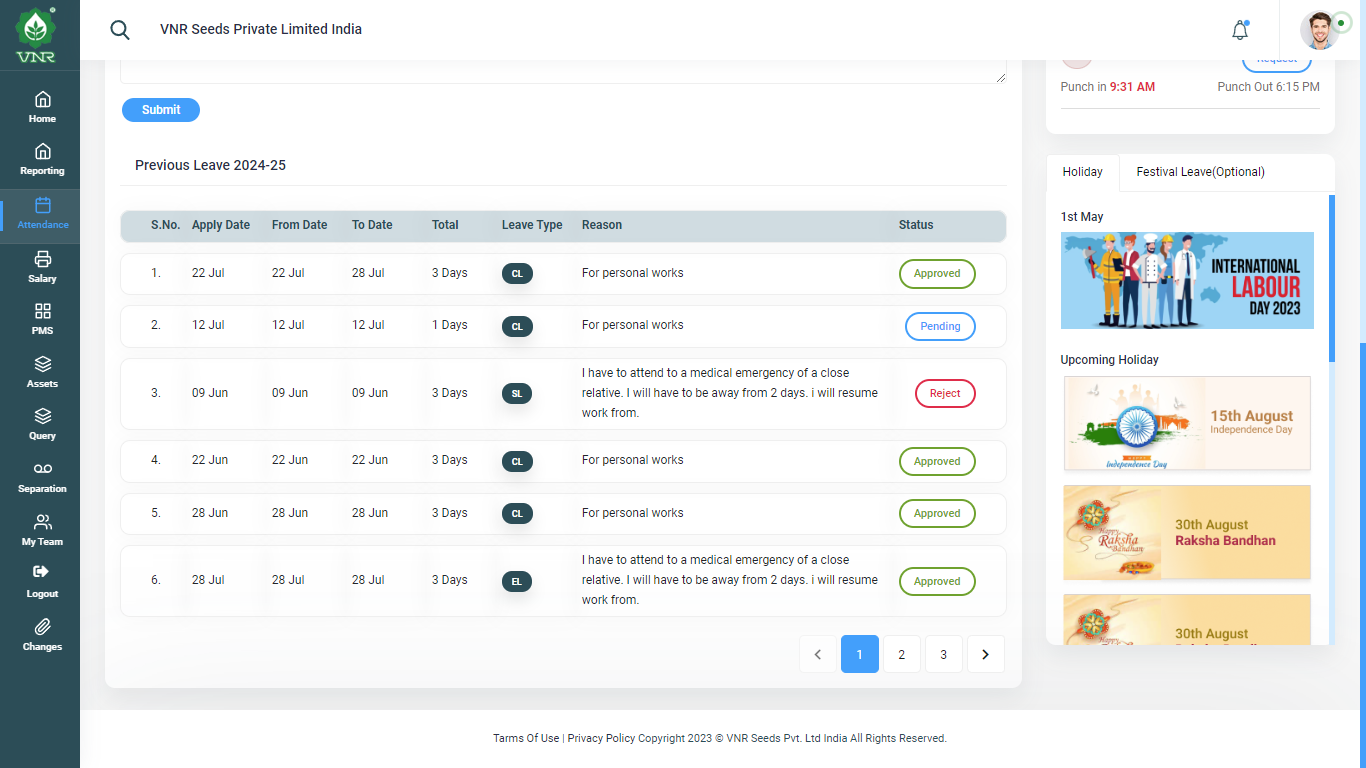 VNR
VNR Seeds Private Limited India
Home
Reporting
Attendance
Salary
PMS
Assets
Query
Separation
My Team
Logout
Changes
Submit
Previous Leave 2024-25
S.No. Apply Date From Date To Date Total Leave Type Reason Status
1. 22 Jul 22 Jul 28 Jul 3 Days CL For personal works Approved
2. 12 Jul 12 Jul 12 Jul 1 Days CL For personal works Pending
3. 09 Jun 09 Jun 09 Jun 3 Days SL I have to attend to a medical emergency of a close
relative. I will have to be away from 2 days. i will resume
work from. Reject
4. 22 Jun 22 Jun 22 Jun 3 Days CL For personal works Approved
5. 28 Jun 28 Jun 28 Jun 3 Days CL For personal works Approved
6. 28 Jul 28 Jul 28 Jul 3 Days EL I have to attend to a medical emergency of a close
relative. I will have to be away from 2 days. i will resume
work from. Approved
1 2 3
Request
Punch in 9:31 AM Punch Out 6:15 PM
Holiday Festival Leave(Optional)
1st May
INTERNATIONAL
LABOUR
DAY 2023
Upcoming Holiday
15th August
Independence Day
HAPPY
Independence Day
30th August
Raksha Bandhan
Happy
Raksha
Bandhan
30th August
Happy
Tarms Of Use | Privacy Policy Copyright 2023 © VNR Seeds Pvt. Ltd India All Rights Reserved.